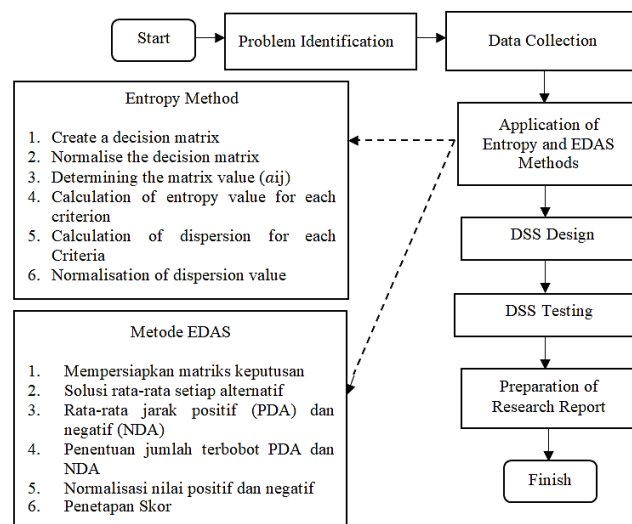 Start
Problem Identification
Data Collection
Entropy Method
1. Create a decision matrix
2. Normalise the decision matrix
3. Determining the matrix value (aij)
4. Calculation of entropy value for each
criterion
5. Calculation of dispersion for each
Criteria
6. Normalisation of dispersion value
Application of
Entropy and EDAS
Methods
DSS Design
DSS Testing
Preparation of
Research Report
Finish
Metode EDAS
1. Mempersiapkan matriks keputusan
2. Solusi rata-rata setiap alternatif
3. Rata-rata jarak positif (PDA) dan
negatif (NDA)
4. Penentuan jumlah terbobot PDA dan
NDA
5. Normalisasi nilai positif dan negatif
6. Penetapan Skor